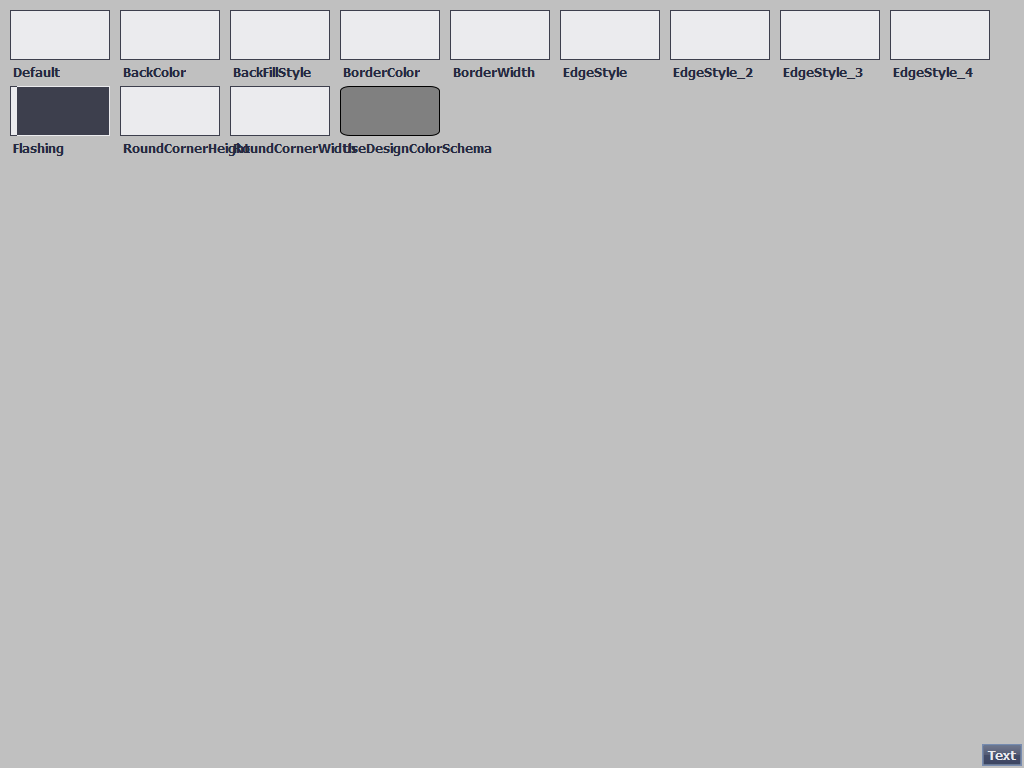 Default BackColor BackFillStyle BorderColor BorderWidth EdgeStyle EdgeStyle_2 EdgeStyle_3 EdgeStyle_4
Flashing RoundCornerHeight RoundCornerWidth UseDesignColorSchema
Text